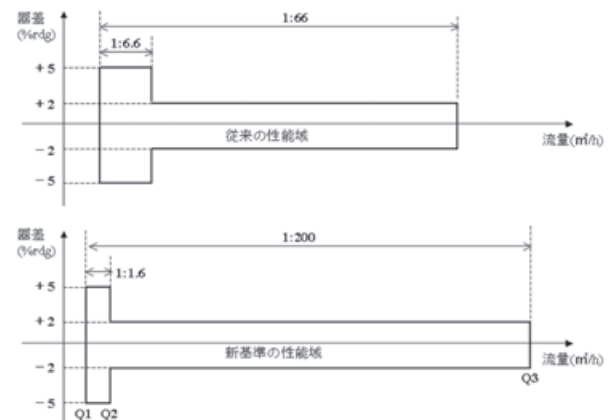 器差
(%rdg)
1:66
1:6.6
+5
+2
従来の性能域
流量(㎥/h)
-2
-5
器差
(%rdg)
1:200
1:1.6
+5
+2
新基準の性能域
流量(㎥/h)
-2
Q3
-5
Q1 Q2